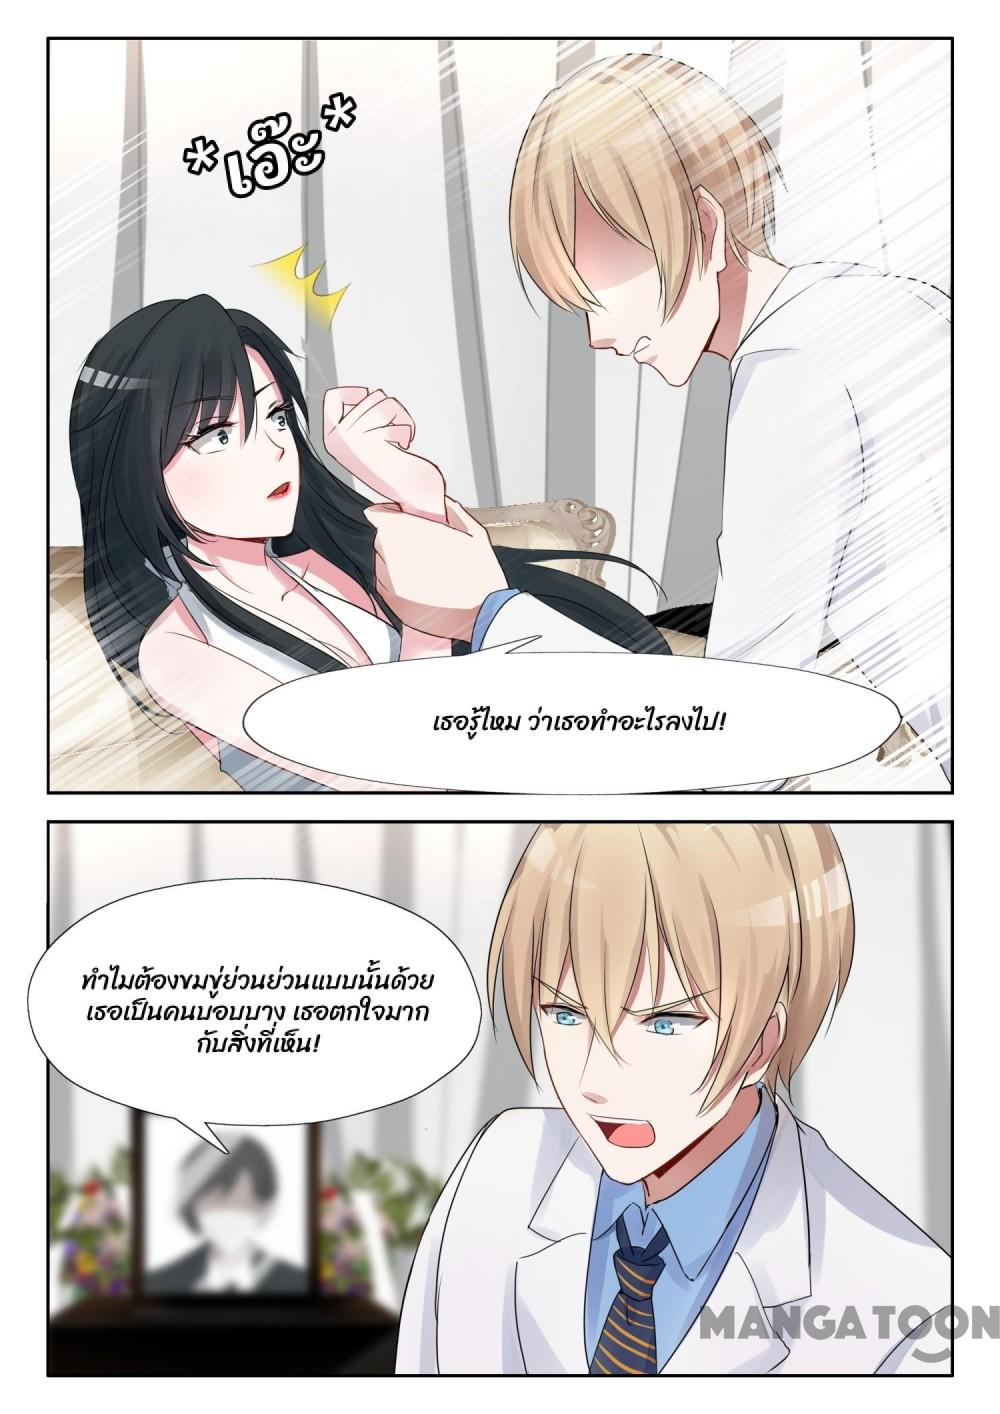 *เอ๊ะ*
เธอรู้ไหม ว่าเธอทำอะไรลงไป!
ทำไมต้องขมขู่ย่วนย่วนแบบนั้นด้วย
เธอเป็นคนบอบบาง เธอตกใจมาก
กับสิ่งที่เห็น!
MANGATOON